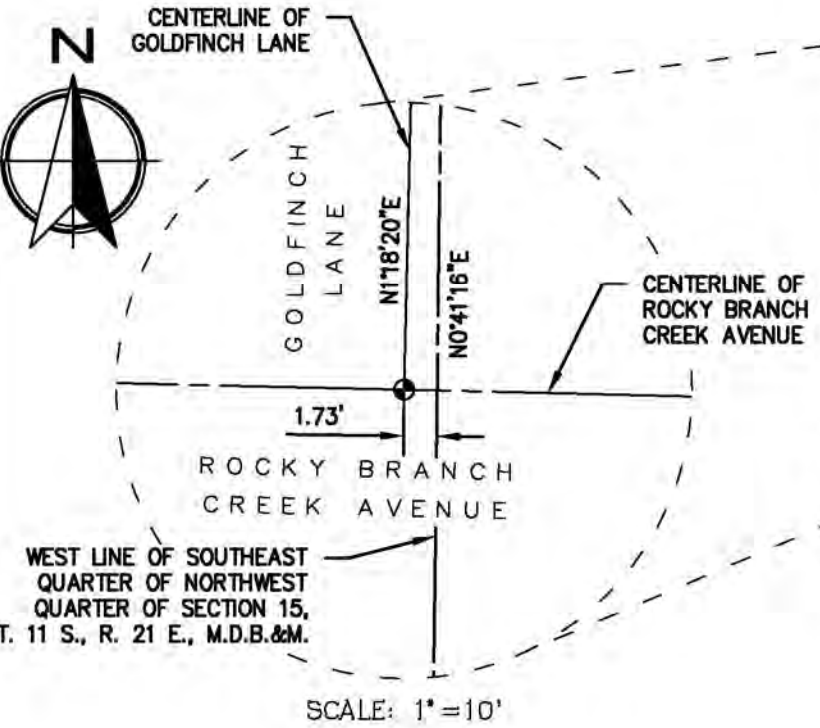 CENTERLINE OF
GOLDFINCH LANE
N
GOLDFINCH
LANE
N1°18'20"E
N0°41'16"E
CENTERLINE OF
ROCKY BRANCH
CREEK AVENUE
1.73'
ROCKY BRANCH
CREEK AVENUE
WEST LINE OF SOUTHEAST
QUARTER OF NORTHWEST
QUARTER OF SECTION 15,
T. 11 S., R. 21 E., M.D.B.&M.
SCALE: 1"=10'